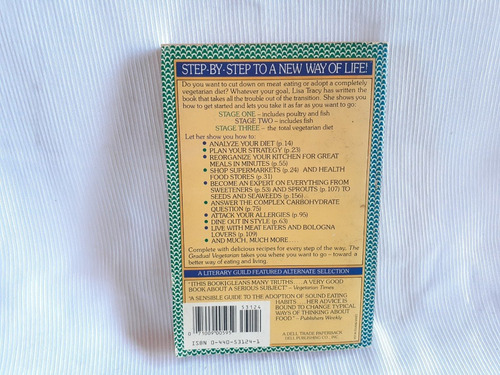 STEP-BY-STEP TO A NEW WAY OF LIFE!
Do you want to cut down on meat eating or adopt a completely
vegetarian diet? Whatever your goal, Lisa Tracy has written the
book that takes all the trouble out of the transition. She shows you
how to get started and lets you take it as far as you want to go:
STAGE ONE – includes poultry and fish
STAGE TWO – includes fish
STAGE THREE – the total vegetarian diet
Let her show you how to:
• ANALYZE YOUR DIET (p. 14)
• PLAN YOUR STRATEGY (p. 23)
• REORGANIZE YOUR KITCHEN FOR GREAT
MEALS IN MINUTES (p. 55)
• SHOP SUPERMARKETS (p. 24) AND HEALTH
FOOD STORES (p. 31)
• BECOME AN EXPERT ON EVERYTHING FROM
SWEETENERS (p. 53) AND SPROUTS (p. 107) TO
SEEDS AND SEAWEEDS (p. 156)
• ANSWER THE COMPLEX CARBOHYDRATE
QUESTION (p. 75)
• ATTACK YOUR ALLERGIES (p. 95)
• DINE OUT IN STYLE (p. 63)
• LIVE WITH MEAT EATERS AND BOLOGNA
LOVERS (p. 109)
• AND MUCH, MUCH MORE...
Complete with delicious recipes for every step of the way, The
Gradual Vegetarian takes you where you want to go – toward a
better way of eating and living.
A LITERARY GUILD FEATURED ALTERNATE SELECTION
"[THIS BOOK] GLEANS MANY TRUTHS . . . A VERY GOOD
BOOK ABOUT A SERIOUS SUBJECT." – Vegetarian Times
"A SENSIBLE GUIDE TO THE ADOPTION OF SOUND EATING
HABITS . . . HER ADVICE IS
BOUND TO CHANGE TYPICAL
WAYS OF THINKING ABOUT
FOOD." – Publishers Weekly
53124
0 71009 00595
ISBN 0-440-53124-6
A DELL TRADE PAPERBACK
DELL PUBLISHING CO., INC.